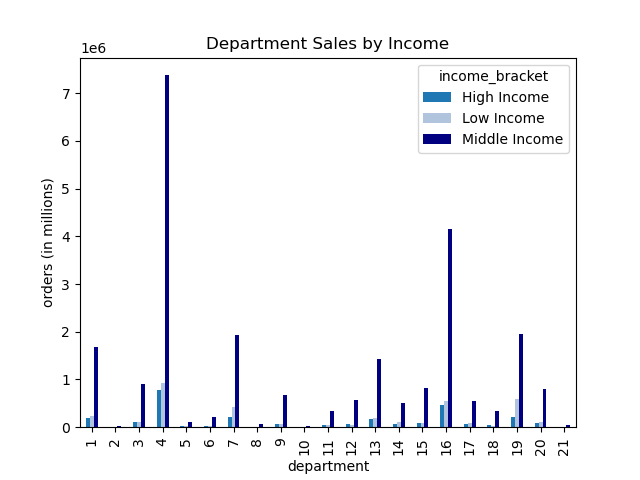 Department Sales by Income
1e6
income_bracket
High Income
Low Income
Middle Income
7
6
5
4
3
2
1
0
orders (in millions)
1 2 3 4 5 6 7 8 9 10 11 12 13 14 15 16 17 18 19 20 21
department